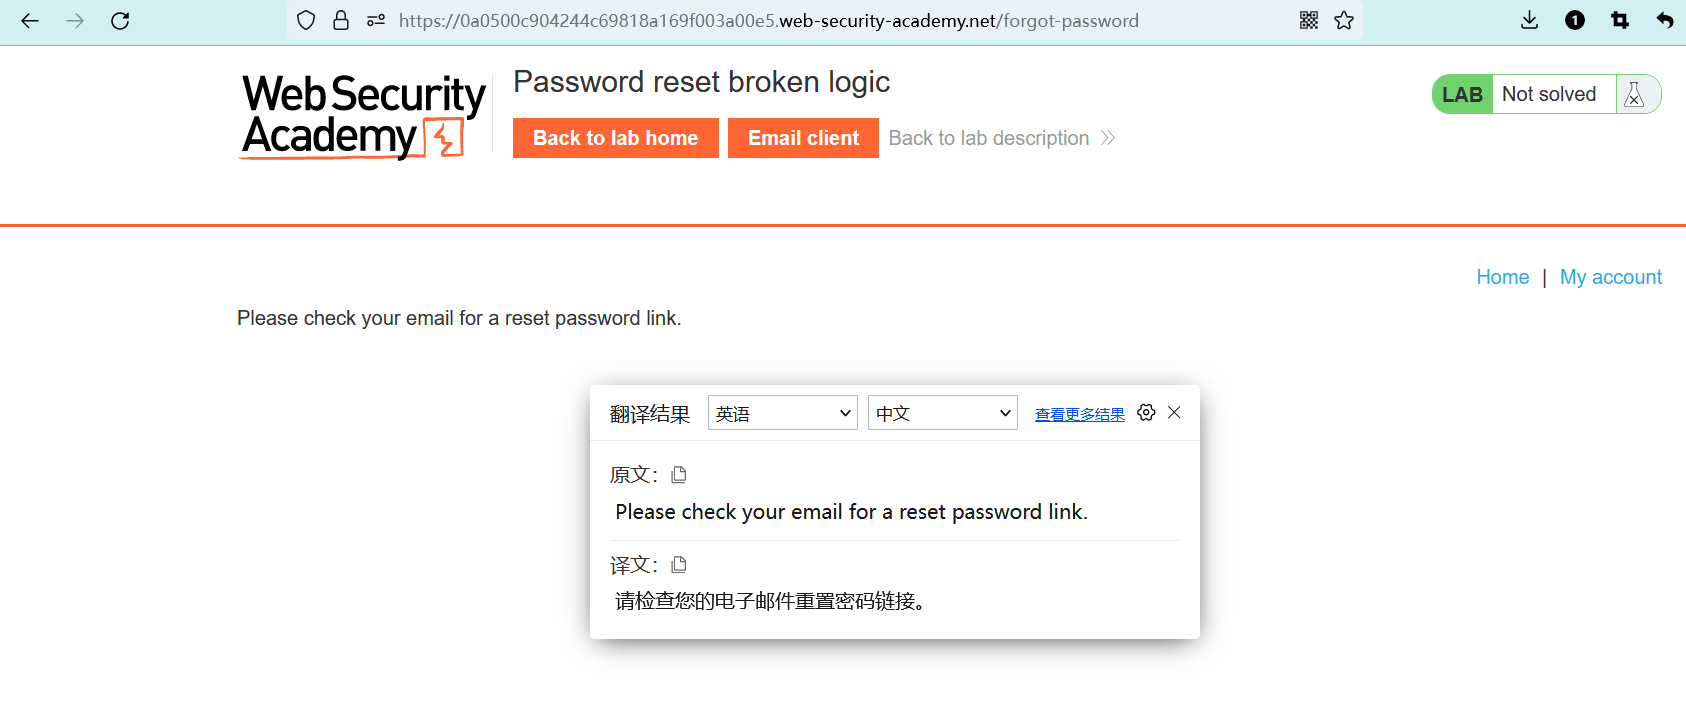 https://0a0500c904244c69818a169f003a00e5.web-security-academy.net/forgot-password
1
Web Security
Academy
Password reset broken logic
Back to lab home
Email client
Back to lab description
LAB
Not solved
Home | My account
Please check your email for a reset password link.
翻译结果
英语
中文
查看更多结果
原文：
Please check your email for a reset password link.
译文：
请检查您的电子邮件重置密码链接。